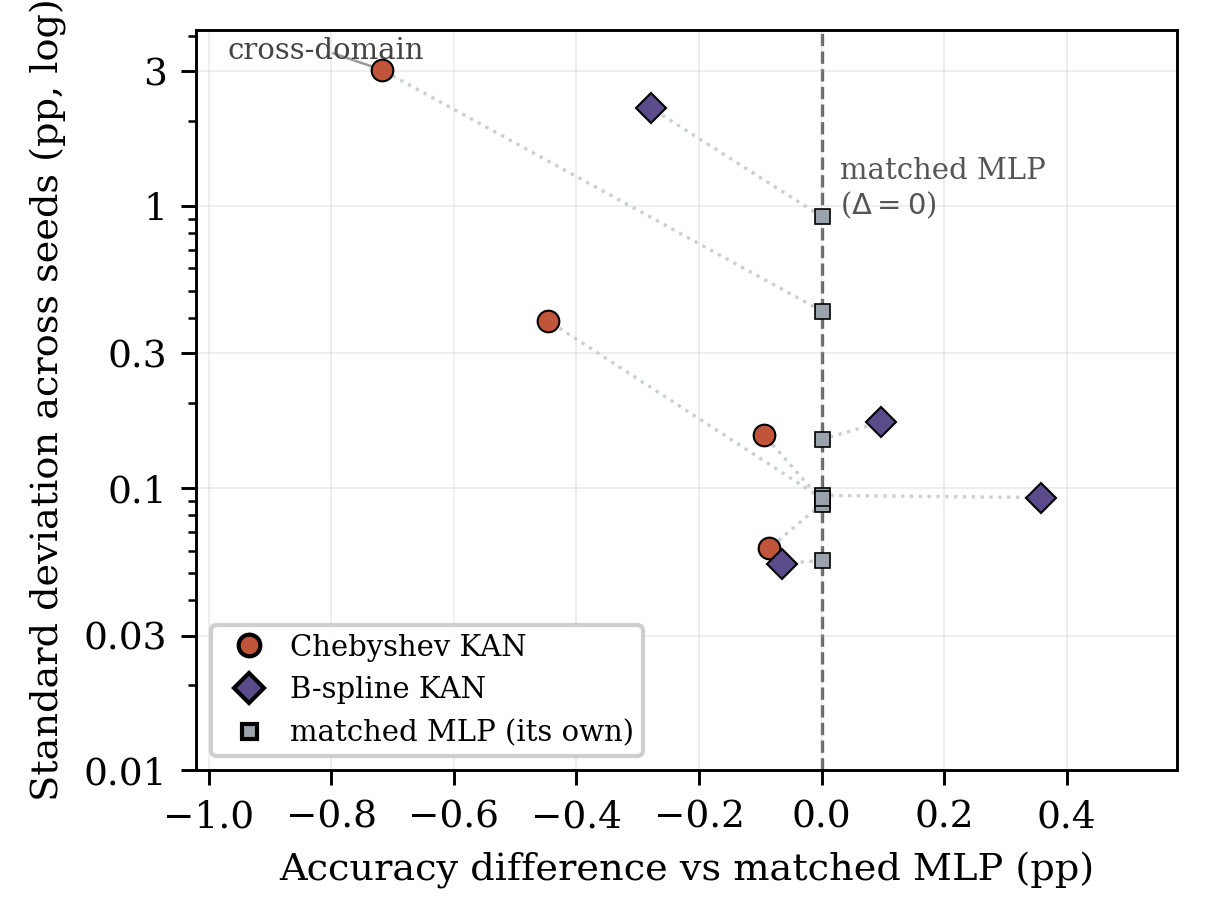 Standard deviation across seeds (pp, log)
3
1
0.3
0.1
0.03
0.01
cross-domain
matched MLP
(Δ = 0)
Chebyshev KAN
B-spline KAN
matched MLP (its own)
−1.0 −0.8 −0.6 −0.4 −0.2 0.0 0.2 0.4
Accuracy difference vs matched MLP (pp)